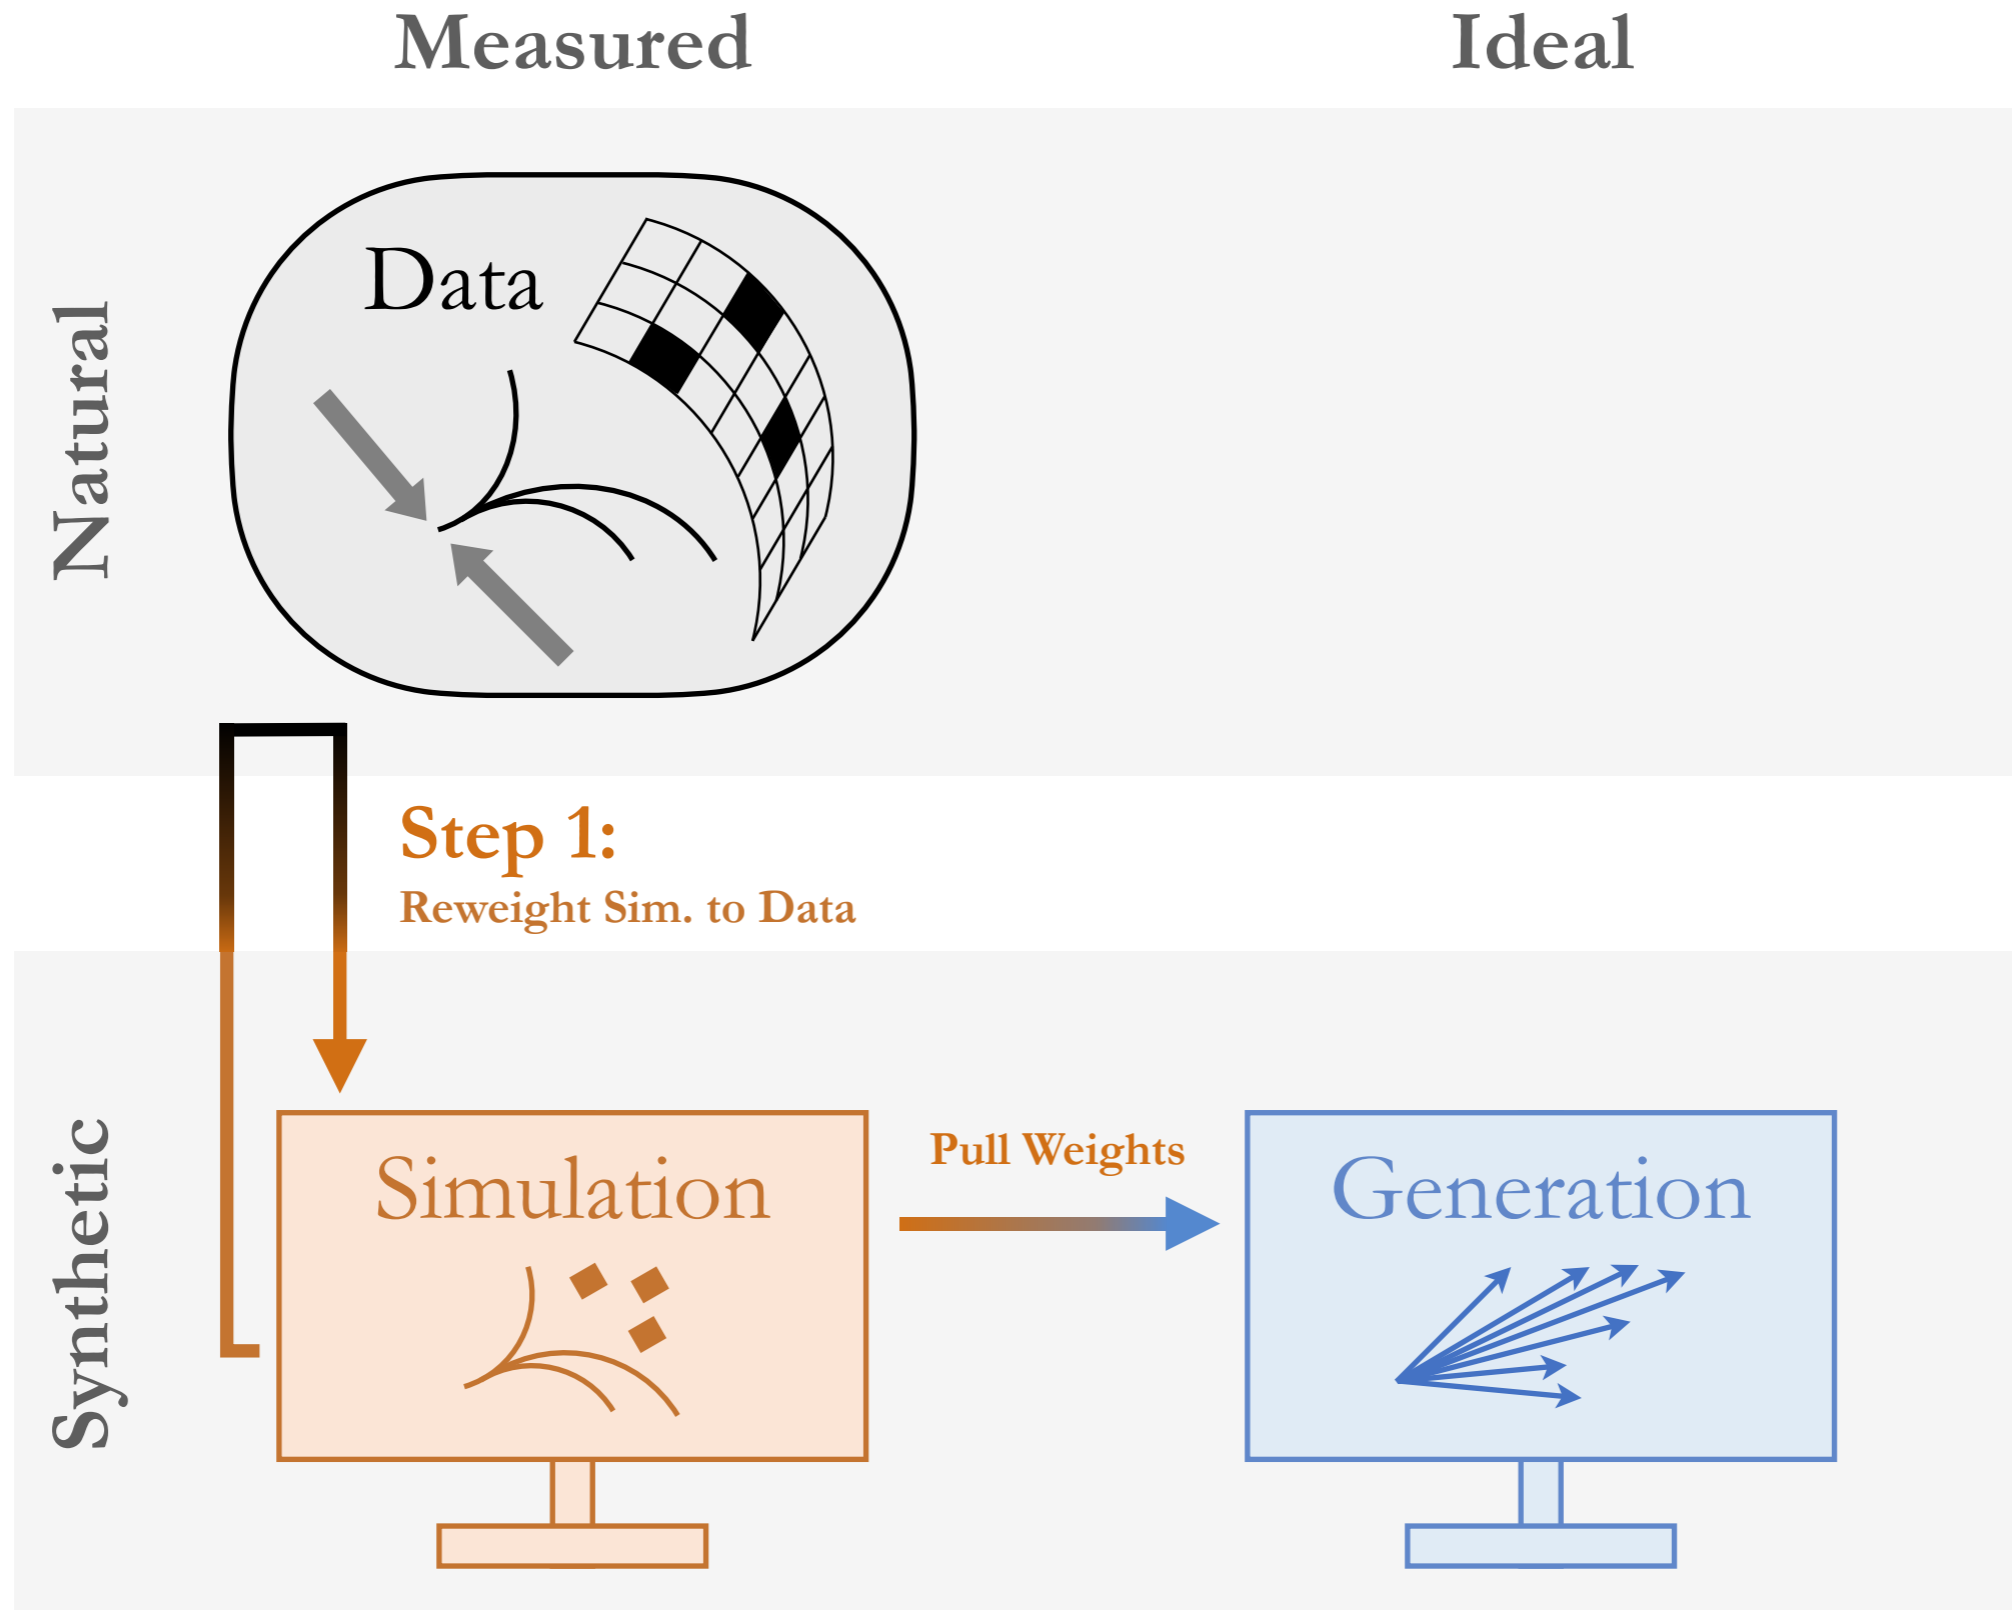 Measured
Ideal
Natural
Data
Step 1:
Reweight Sim. to Data
Synthetic
Simulation
Pull Weights
Generation